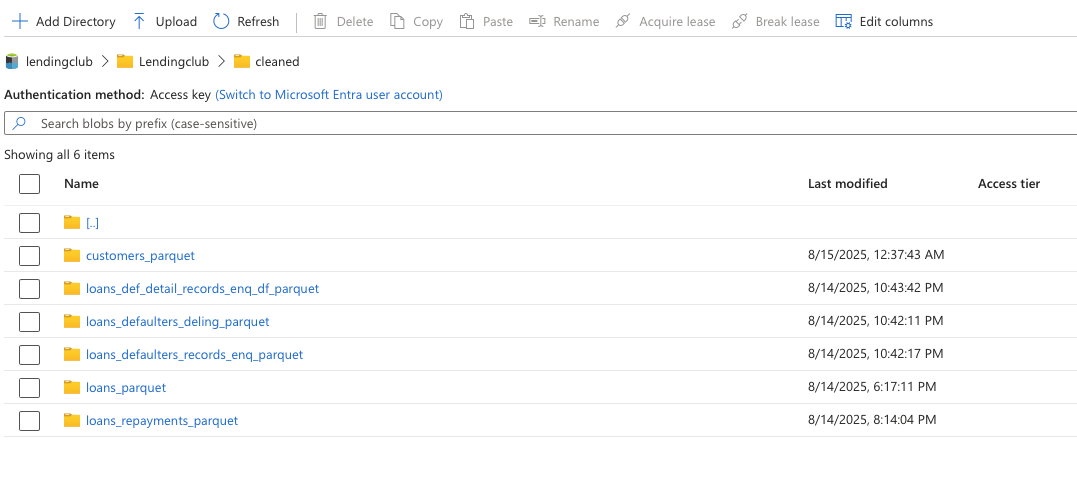 Add Directory Upload Refresh Delete Copy Paste Rename Acquire lease Break lease Edit columns
lendingclub > Lendingclub > cleaned
Authentication method: Access key (Switch to Microsoft Entra user account)
Search blobs by prefix (case-sensitive)
Showing all 6 items
Name Last modified Access tier
[..]
customers_parquet 8/15/2025, 12:37:43 AM
loans_def_detail_records_enq_df_parquet 8/14/2025, 10:43:42 PM
loans_defaulters_deling_parquet 8/14/2025, 10:42:11 PM
loans_defaulters_records_enq_parquet 8/14/2025, 10:42:17 PM
loans_parquet 8/14/2025, 6:17:11 PM
loans_repayments_parquet 8/14/2025, 8:14:04 PM